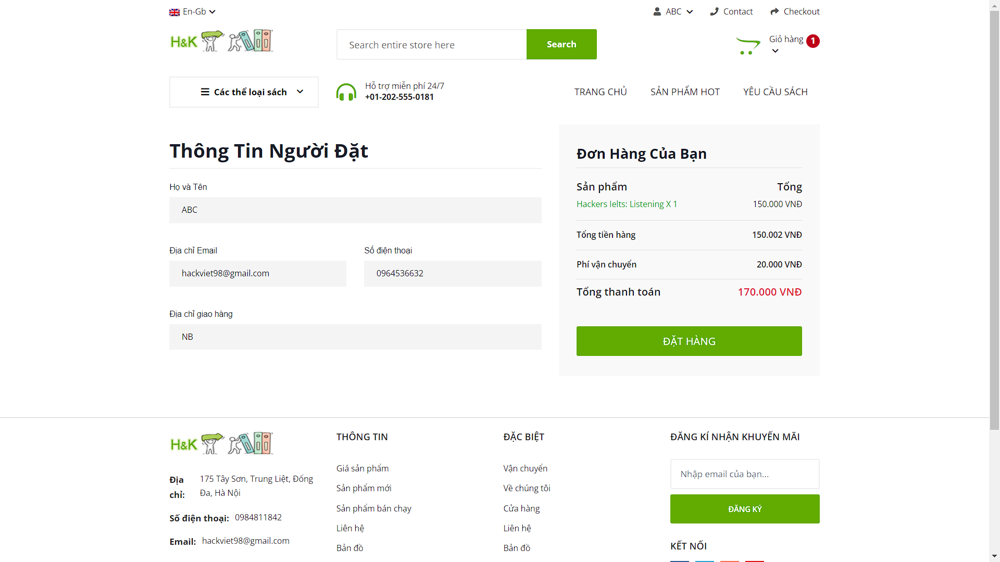 En-Gb
ABC
Contact
Checkout
H&K
Search entire store here
Search
Giỏ hàng 1
Các thể loại sách
Hỗ trợ miễn phí 24/7
+01-202-555-0181
TRANG CHỦ
SẢN PHẨM HOT
YÊU CẦU SÁCH
Thông Tin Người Đặt
Họ và Tên
ABC
Địa chỉ Email
Số điện thoại
hackviet98@gmail.com
0964536632
Địa chỉ giao hàng
NB
Đơn Hàng Của Bạn
Sản phẩm Tổng
Hackers Ielts: Listening X 1 150.000 VNĐ
Tổng tiền hàng 150.002 VNĐ
Phí vận chuyển 20.000 VNĐ
Tổng thanh toán 170.000 VNĐ
ĐẶT HÀNG
H&K
Địa chỉ: 175 Tây Sơn, Trung Liệt, Đống
Đa, Hà Nội
Số điện thoại: 0984811842
Email: hackviet98@gmail.com
THÔNG TIN
Giá sản phẩm
Sản phẩm mới
Sản phẩm bán chạy
Liên hệ
Bản đồ
ĐẶC BIỆT
Vận chuyển
Về chúng tôi
Cửa hàng
Liên hệ
Bản đồ
ĐĂNG KÍ NHẬN KHUYẾN MÃI
Nhập email của bạn...
ĐĂNG KÝ
KẾT NỐI